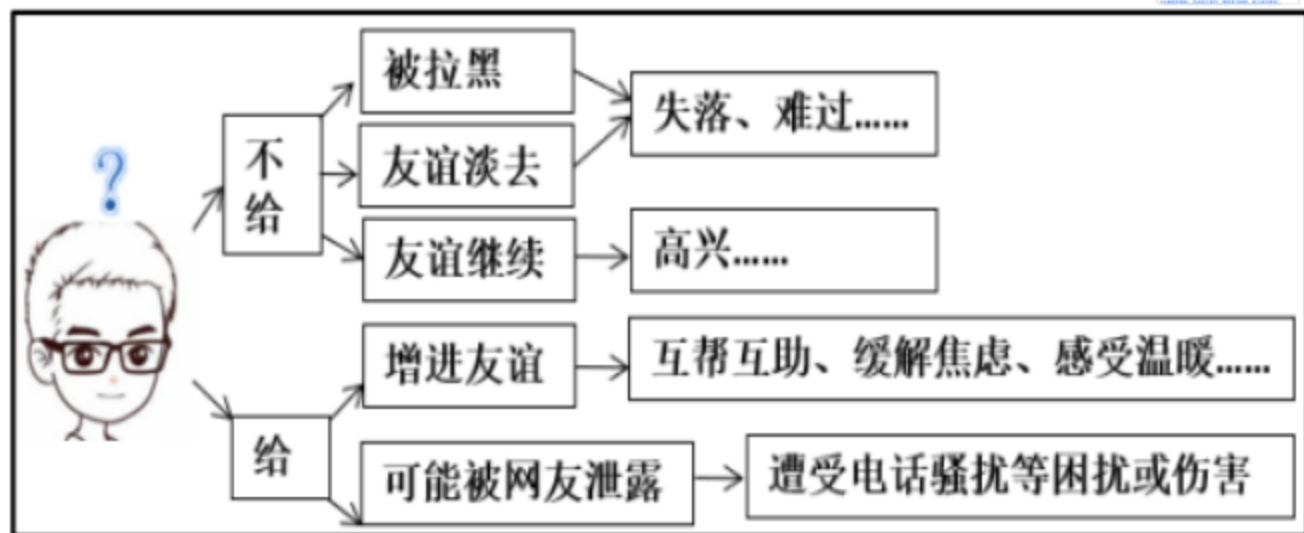 ?
不
给
被拉黑
友谊淡去
友谊继续
失落、难过……
高兴……
给
增进友谊
互帮互助、缓解焦虑、感受温暖……
可能被网友泄露
遭受电话骚扰等困扰或伤害